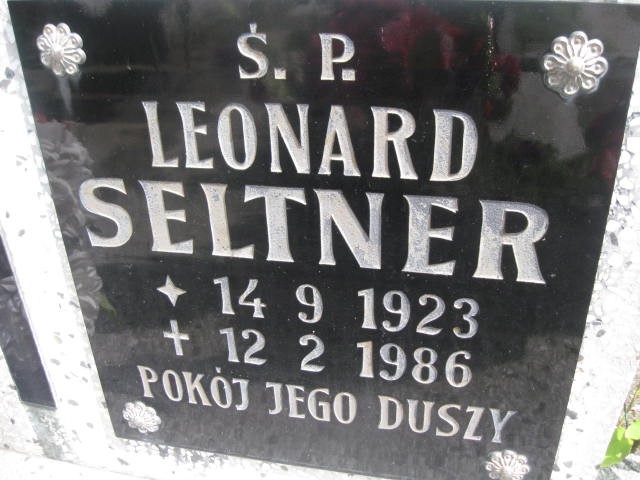 Ś. P.
LEONARD
SELTNER
14 9 1923
12 2 1986
POKÓJ JEGO DUSZY